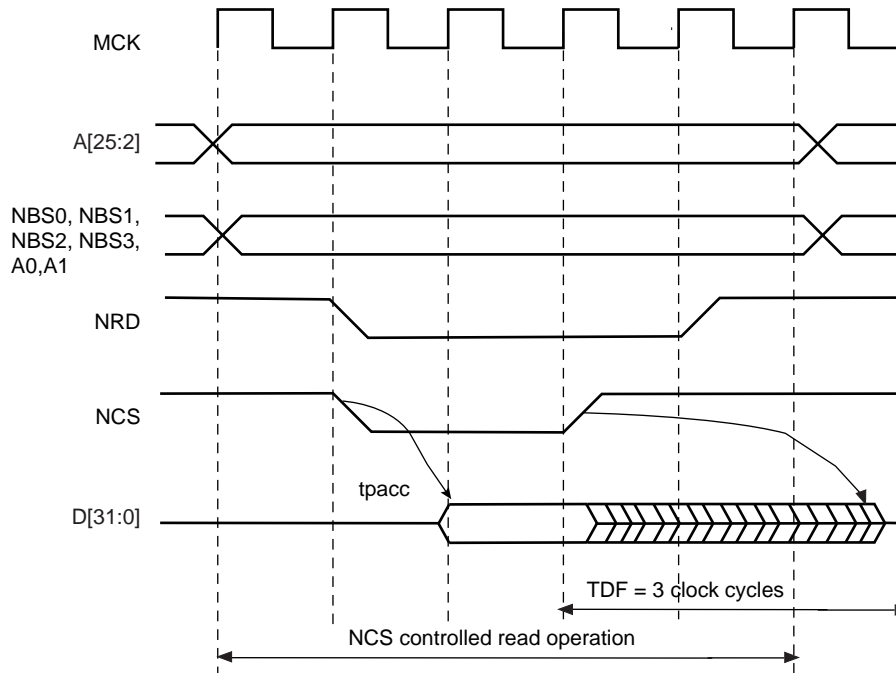 MCK
A[25:2]
NBS0, NBS1,
NBS2, NBS3,
A0,A1
NRD
NCS
tpacc
D[31:0]
TDF = 3 clock cycles
NCS controlled read operation